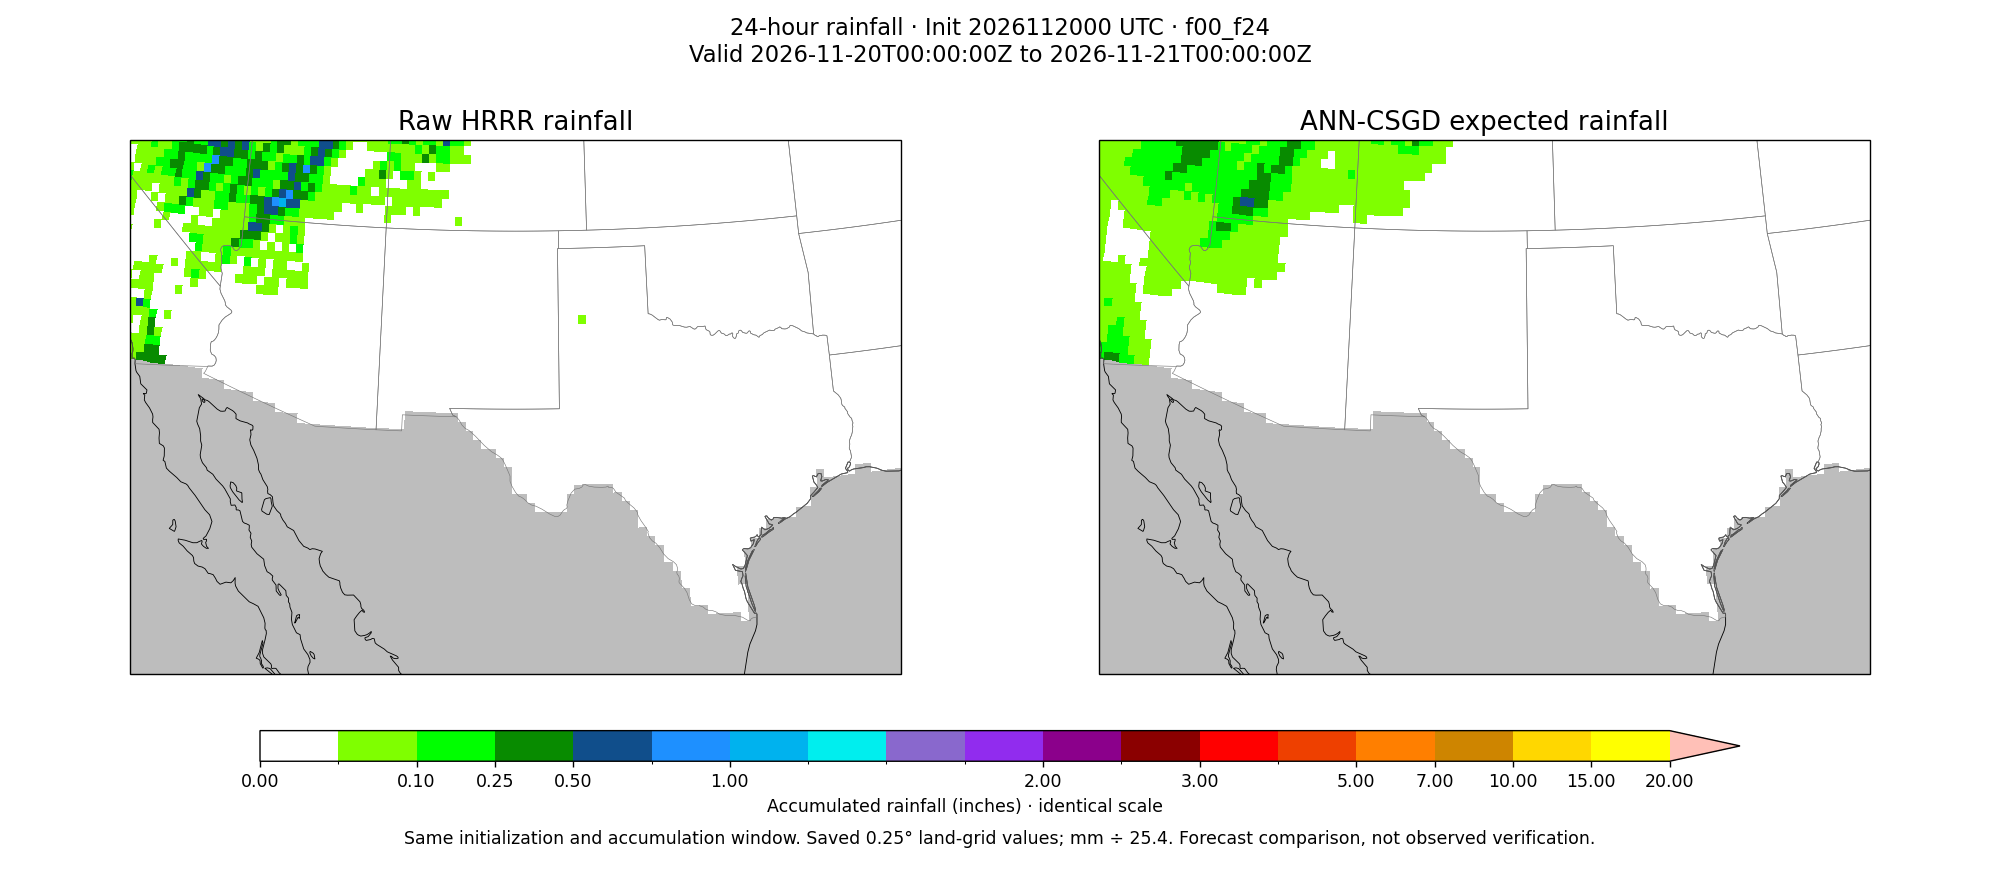 24-hour rainfall · Init 2026112000 UTC · f00_f24
Valid 2026-11-20T00:00:00Z to 2026-11-21T00:00:00Z
Raw HRRR rainfall
ANN-CSGD expected rainfall
0.00 0.10 0.25 0.50 1.00 2.00 3.00 5.00 7.00 10.00 15.00 20.00
Accumulated rainfall (inches) · identical scale
Same initialization and accumulation window. Saved 0.25° land-grid values; mm ÷ 25.4. Forecast comparison, not observed verification.